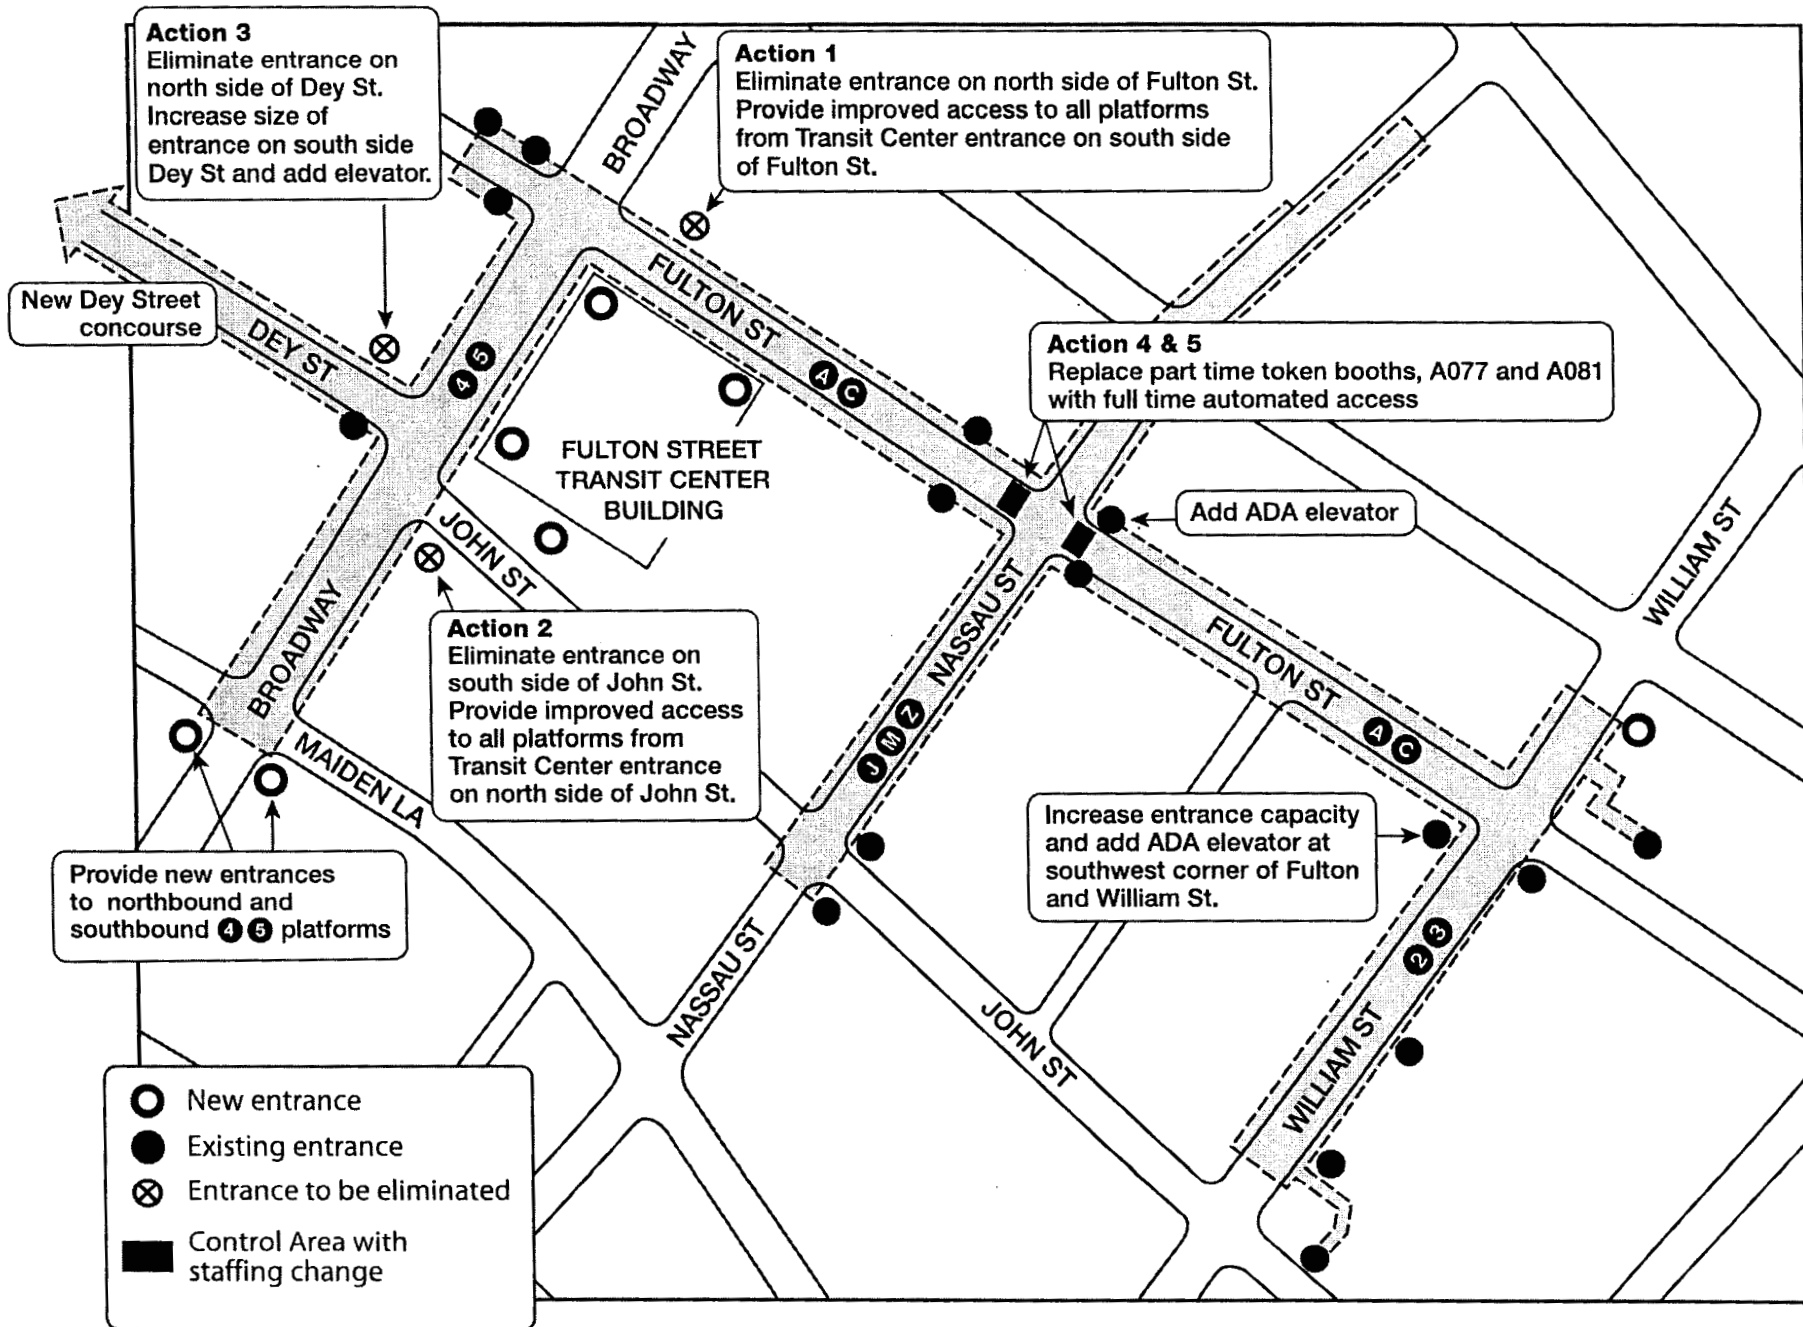 Action 3
Eliminate entrance on
north side of Dey St.
Increase size of
entrance on south side
Dey St and add elevator.
BROADWAY
Action 1
Eliminate entrance on north side of Fulton St.
Provide improved access to all platforms
from Transit Center entrance on south side
of Fulton St.
New Dey Street
concourse
DEY ST
4 5
FULTON ST
A C
Action 4 & 5
Replace part time token booths, A077 and A081
with full time automated access
FULTON STREET
TRANSIT CENTER
BUILDING
Add ADA elevator
JOHN ST
WILLIAM ST
NASSAU ST
BROADWAY
Action 2
Eliminate entrance on
south side of John St.
Provide improved access
to all platforms from
Transit Center entrance
on north side of John St.
FULTON ST
A C
J M Z
MAIDEN LA
Increase entrance capacity
and add ADA elevator at
southwest corner of Fulton
and William St.
Provide new entrances
to northbound and
southbound 4 5 platforms
2 3
NASSAU ST
JOHN ST
WILLIAM ST
New entrance
Existing entrance
Entrance to be eliminated
Control Area with
staffing change